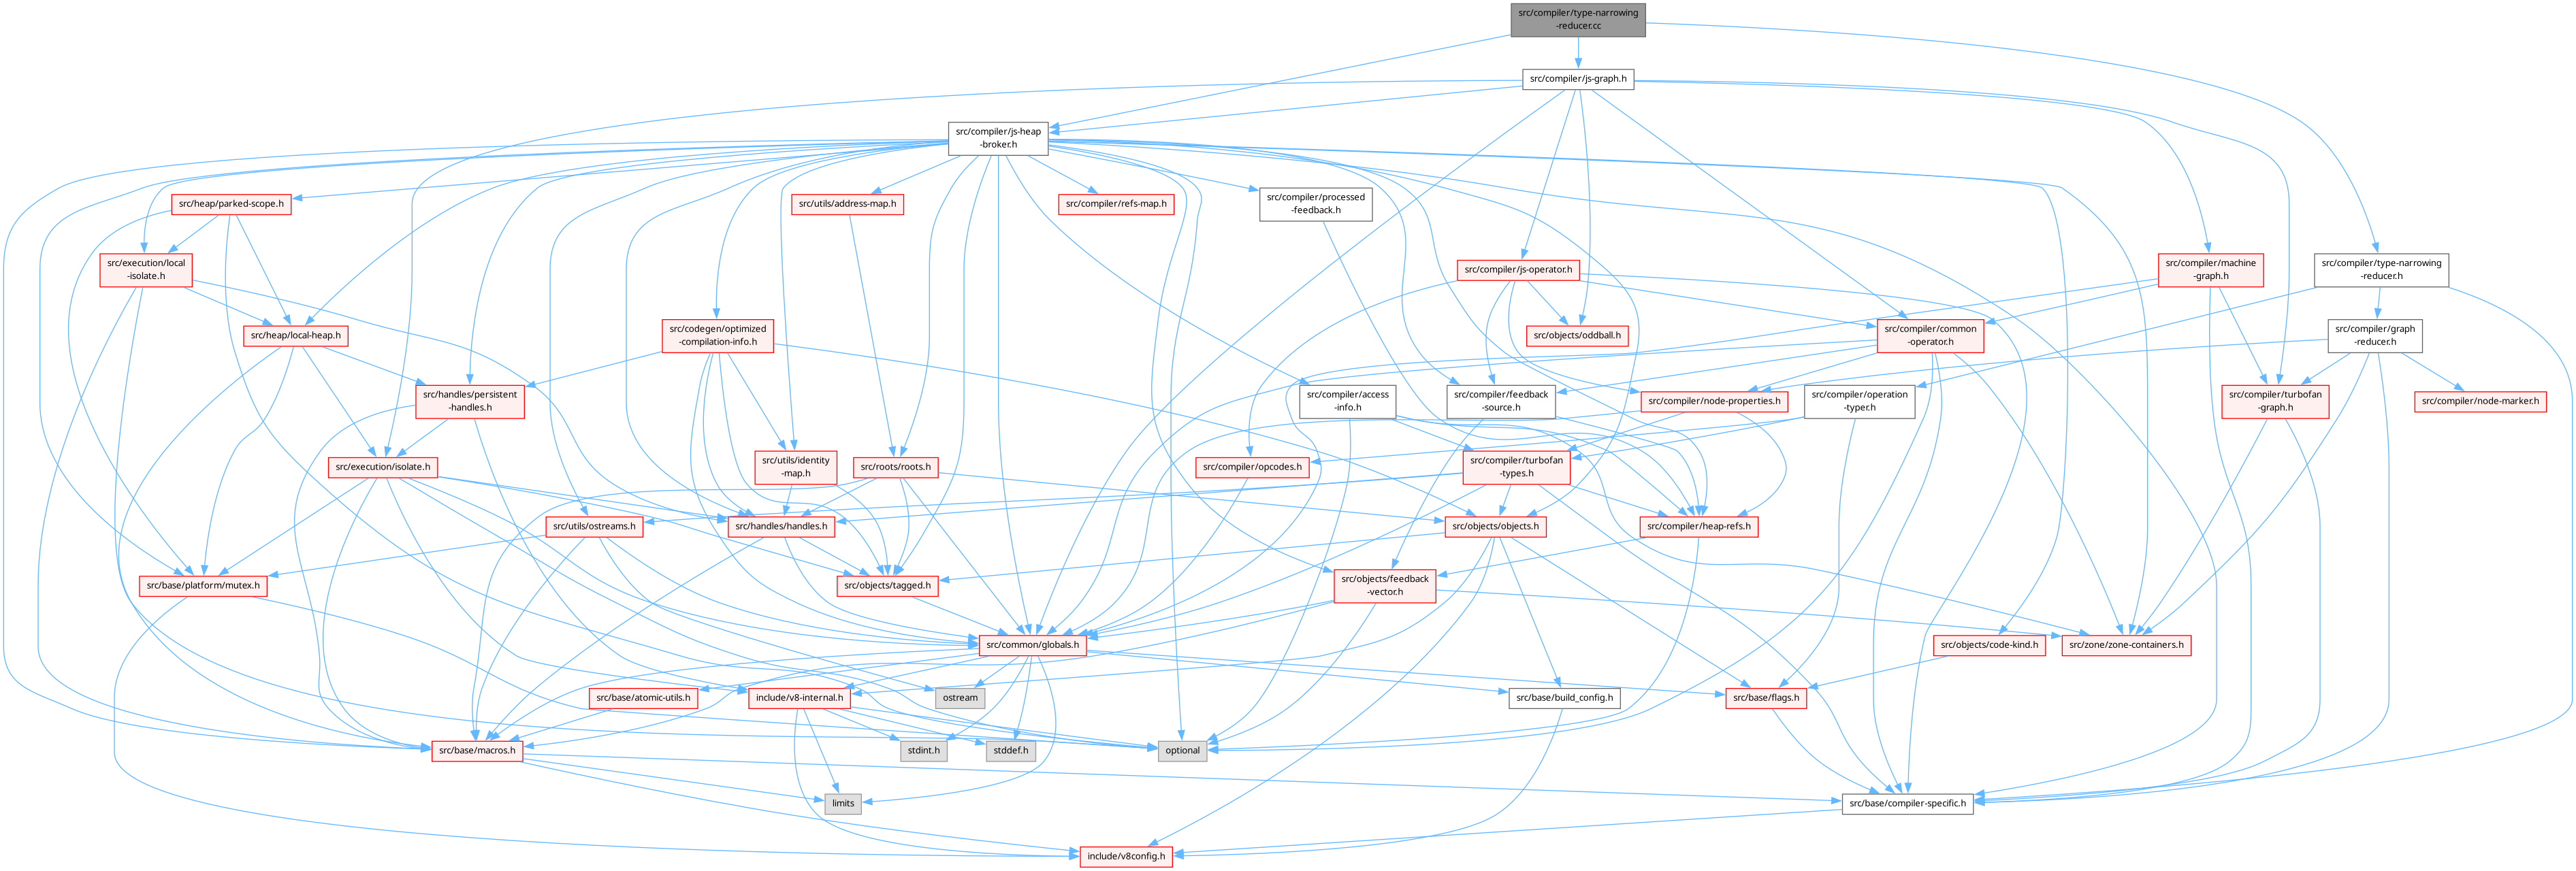 src/compiler/type-narrowing
-reducer.cc
src/compiler/js-graph.h
src/compiler/js-heap
-broker.h
src/heap/parked-scope.h
src/utils/address-map.h
src/compiler/refs-map.h
src/compiler/processed
-feedback.h
src/execution/local
-isolate.h
src/compiler/js-operator.h
src/compiler/machine
-graph.h
src/compiler/type-narrowing
-reducer.h
src/heap/local-heap.h
src/codegen/optimized
-compilation-info.h
src/objects/oddball.h
src/compiler/common
-operator.h
src/compiler/graph
-reducer.h
src/handles/persistent
-handles.h
src/compiler/access
-info.h
src/compiler/feedback
-source.h
src/compiler/node-properties.h
src/compiler/operation
-typer.h
src/compiler/turbofan
-graph.h
src/compiler/node-marker.h
src/execution/isolate.h
src/utils/identity
-map.h
src/roots/roots.h
src/compiler/opcodes.h
src/compiler/turbofan
-types.h
src/utils/ostreams.h
src/handles/handles.h
src/objects/objects.h
src/compiler/heap-refs.h
src/base/platform/mutex.h
src/objects/tagged.h
src/objects/feedback
-vector.h
src/common/globals.h
src/objects/code-kind.h
src/zone/zone-containers.h
src/base/atomic-utils.h
include/v8-internal.h
ostream
src/base/build_config.h
src/base/flags.h
src/base/macros.h
stdint.h
stddef.h
optional
limits
src/base/compiler-specific.h
include/v8config.h